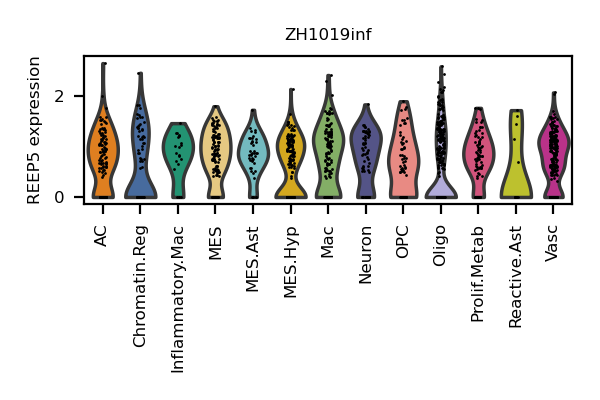 ZH1019inf
REEP5 expression
2
0
AC
Chromatin.Reg
Inflammatory.Mac
MES
MES.Ast
MES.Hyp
Mac
Neuron
OPC
Oligo
Prolif.Metab
Reactive.Ast
Vasc